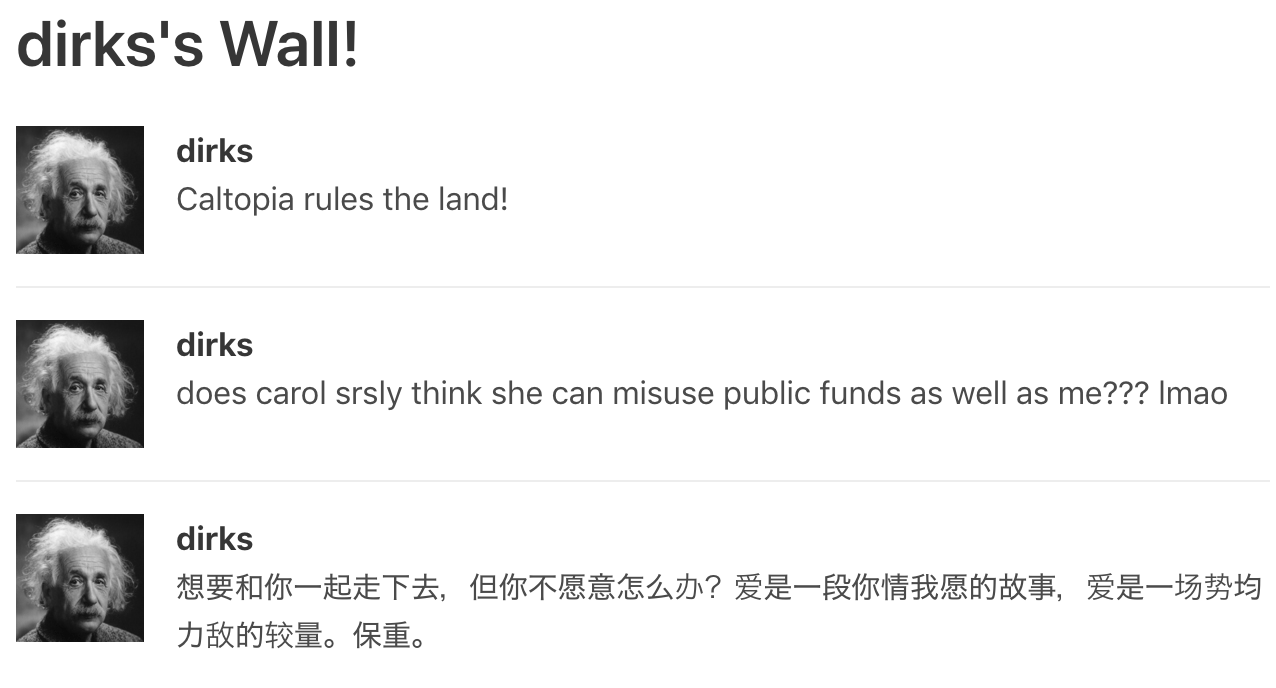 dirks's Wall!
dirks
Caltopia rules the land!
dirks
does carol srsly think she can misuse public funds as well as me??? lmao
dirks
想要和你一起走下去，但你不愿意怎么办？爱是一段你情我愿的故事，爱是一场势均
力敌的较量。保重。